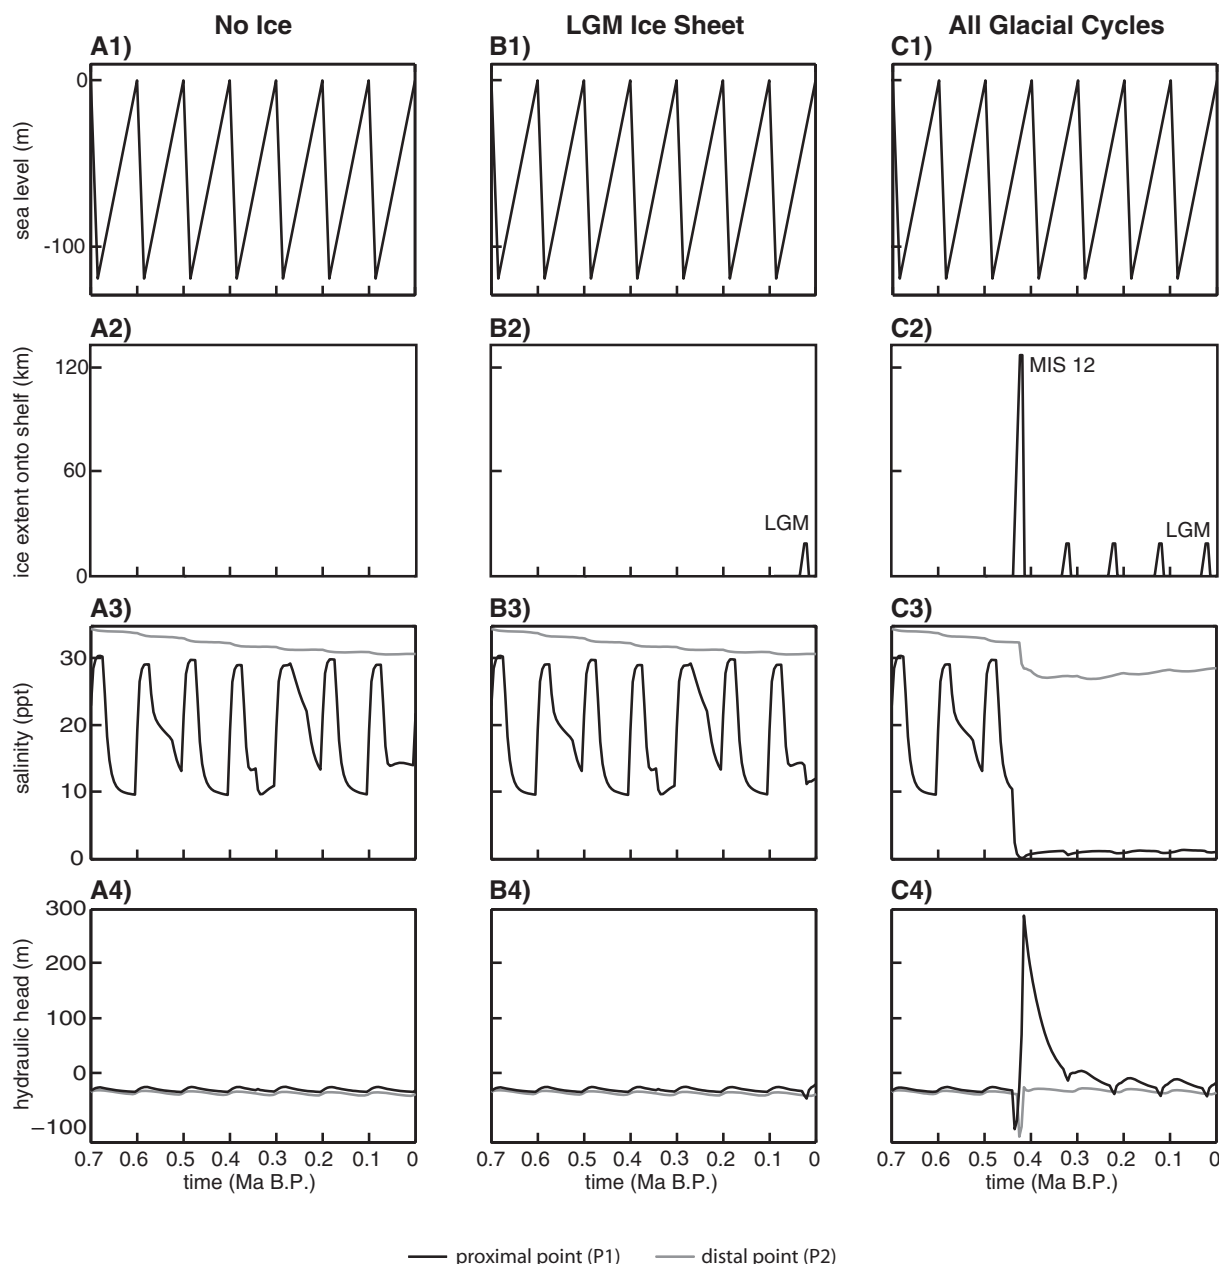 No Ice
LGM Ice Sheet
All Glacial Cycles
A1)
B1)
C1)
sea level (m)
0
-100
A2)
B2)
C2)
ice extent onto shelf (km)
120
60
0
LGM
MIS 12
LGM
A3)
B3)
C3)
salinity (ppt)
30
20
10
0
A4)
B4)
C4)
hydraulic head (m)
300
200
100
0
−100
0.7 0.6 0.5 0.4 0.3 0.2 0.1 0
0.7 0.6 0.5 0.4 0.3 0.2 0.1 0
0.7 0.6 0.5 0.4 0.3 0.2 0.1 0
time (Ma B.P.)
time (Ma B.P.)
time (Ma B.P.)
proximal point (P1)
distal point (P2)